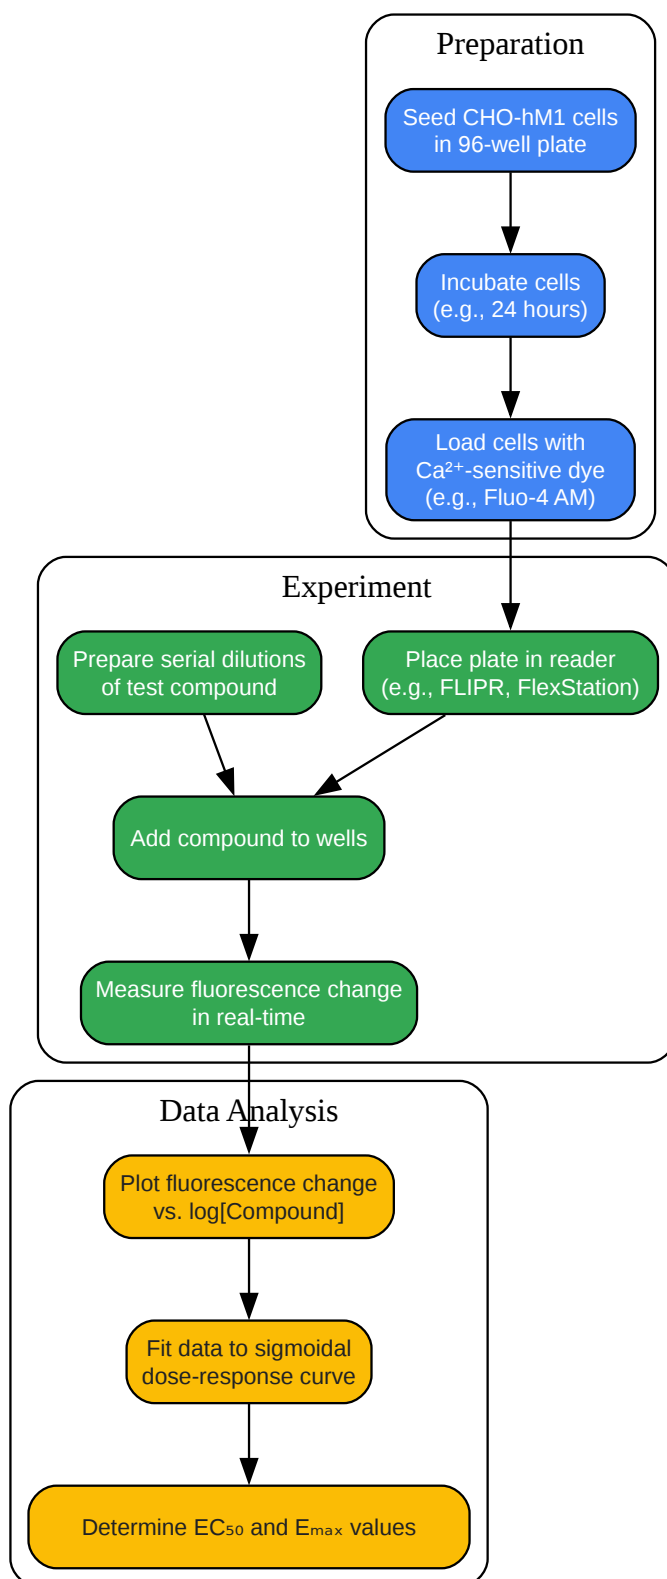 Preparation
Seed CHO-hM1 cells
in 96-well plate
Incubate cells
(e.g., 24 hours)
Load cells with
Ca²⁺-sensitive dye
(e.g., Fluo-4 AM)
Experiment
Prepare serial dilutions
of test compound
Place plate in reader
(e.g., FLIPR, FlexStation)
Add compound to wells
Measure fluorescence change
in real-time
Data Analysis
Plot fluorescence change
vs. log[Compound]
Fit data to sigmoidal
dose-response curve
Determine EC₅₀ and Eₘₐₓ values